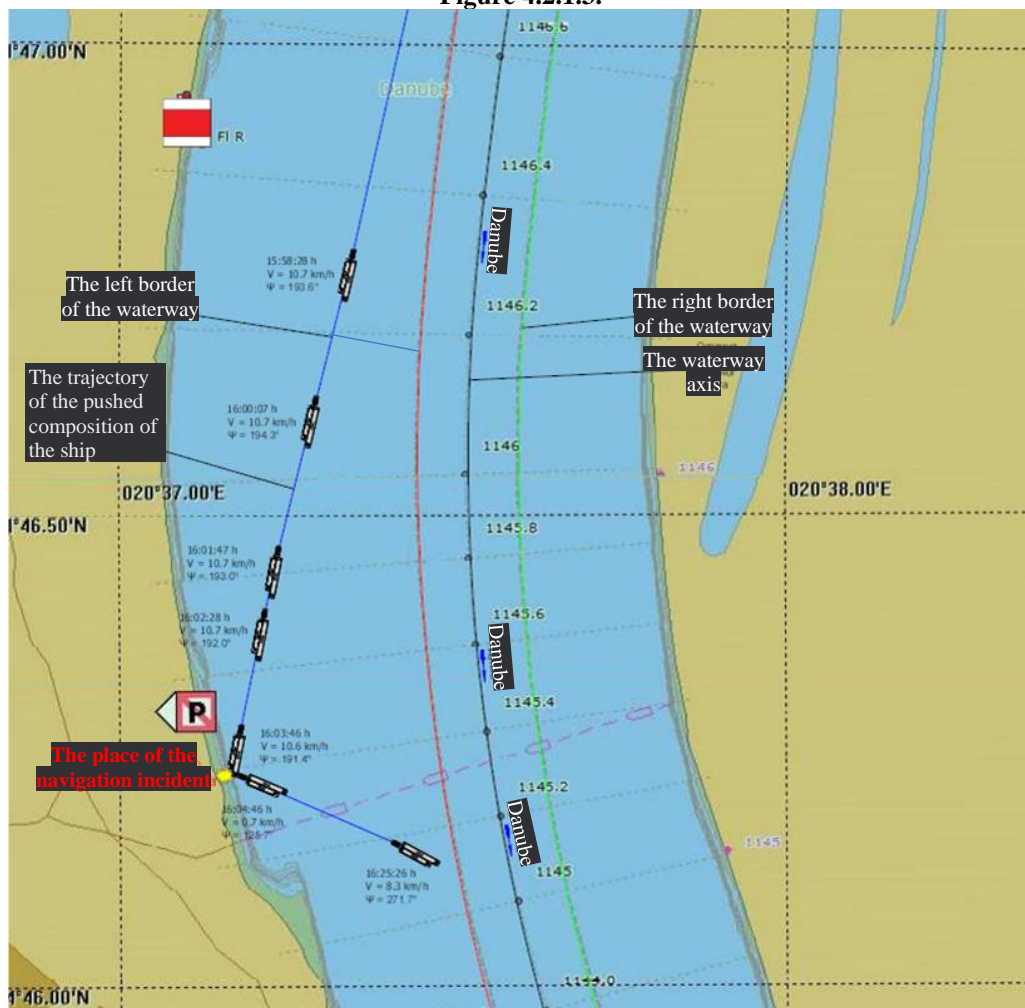 Figure 4.2.1.3.
1146.6
°47.00'N
Danube
Fl R
1146.4
Danube
15:58:28 h
V = 10.7 km/h
Ψ = 193.6°
The left border
of the waterway
1146.2
The right border
of the waterway
The waterway
axis
The trajectory
of the pushed
composition of
the ship
16:00:07 h
V = 10.7 km/h
Ψ = 194.3°
1146
1146
020°37.00'E
020°38.00'E
°46.50'N
1145.8
16:01:47 h
V = 10.7 km/h
Ψ = 193.0°
16:02:28 h
V = 10.7 km/h
Ψ = 192.0°
1145.6
Danube
P
1145.4
16:03:46 h
V = 10.6 km/h
Ψ = 191.4°
The place of the
navigation incident
1145.2
16:04:46 h
V = 0.7 km/h
Danube
1145
1145
16:25:26 h
V = 8.3 km/h
Ψ = 271.7°
°46.00'N